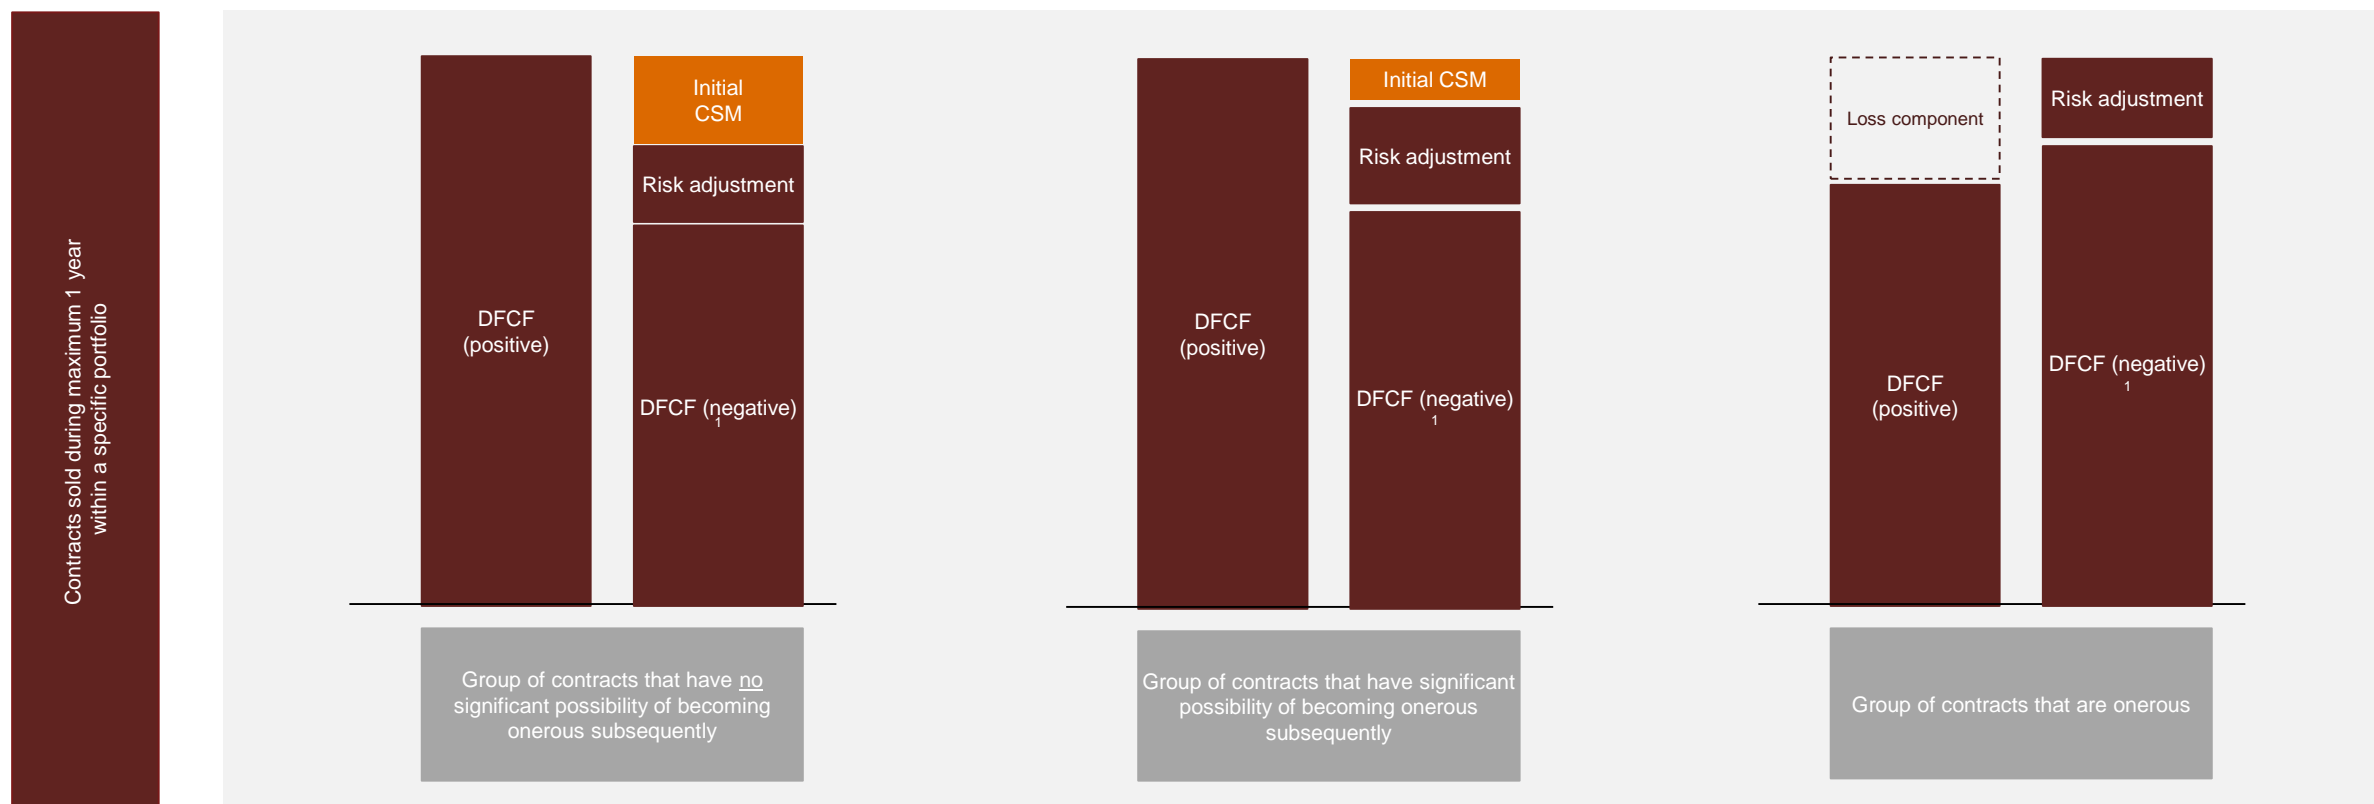 Contracts sold during maximum 1 year
within a specific portfolio
DFCF
(positive)
Initial
CSM
Risk adjustment
DFCF (negative)
1
Group of contracts that have no
significant possibility of becoming
onerous subsequently
DFCF
(positive)
Initial CSM
Risk adjustment
DFCF (negative)
1
Group of contracts that have significant
possibility of becoming onerous
subsequently
Loss component
DFCF
(positive)
Risk adjustment
DFCF (negative)
1
Group of contracts that are onerous